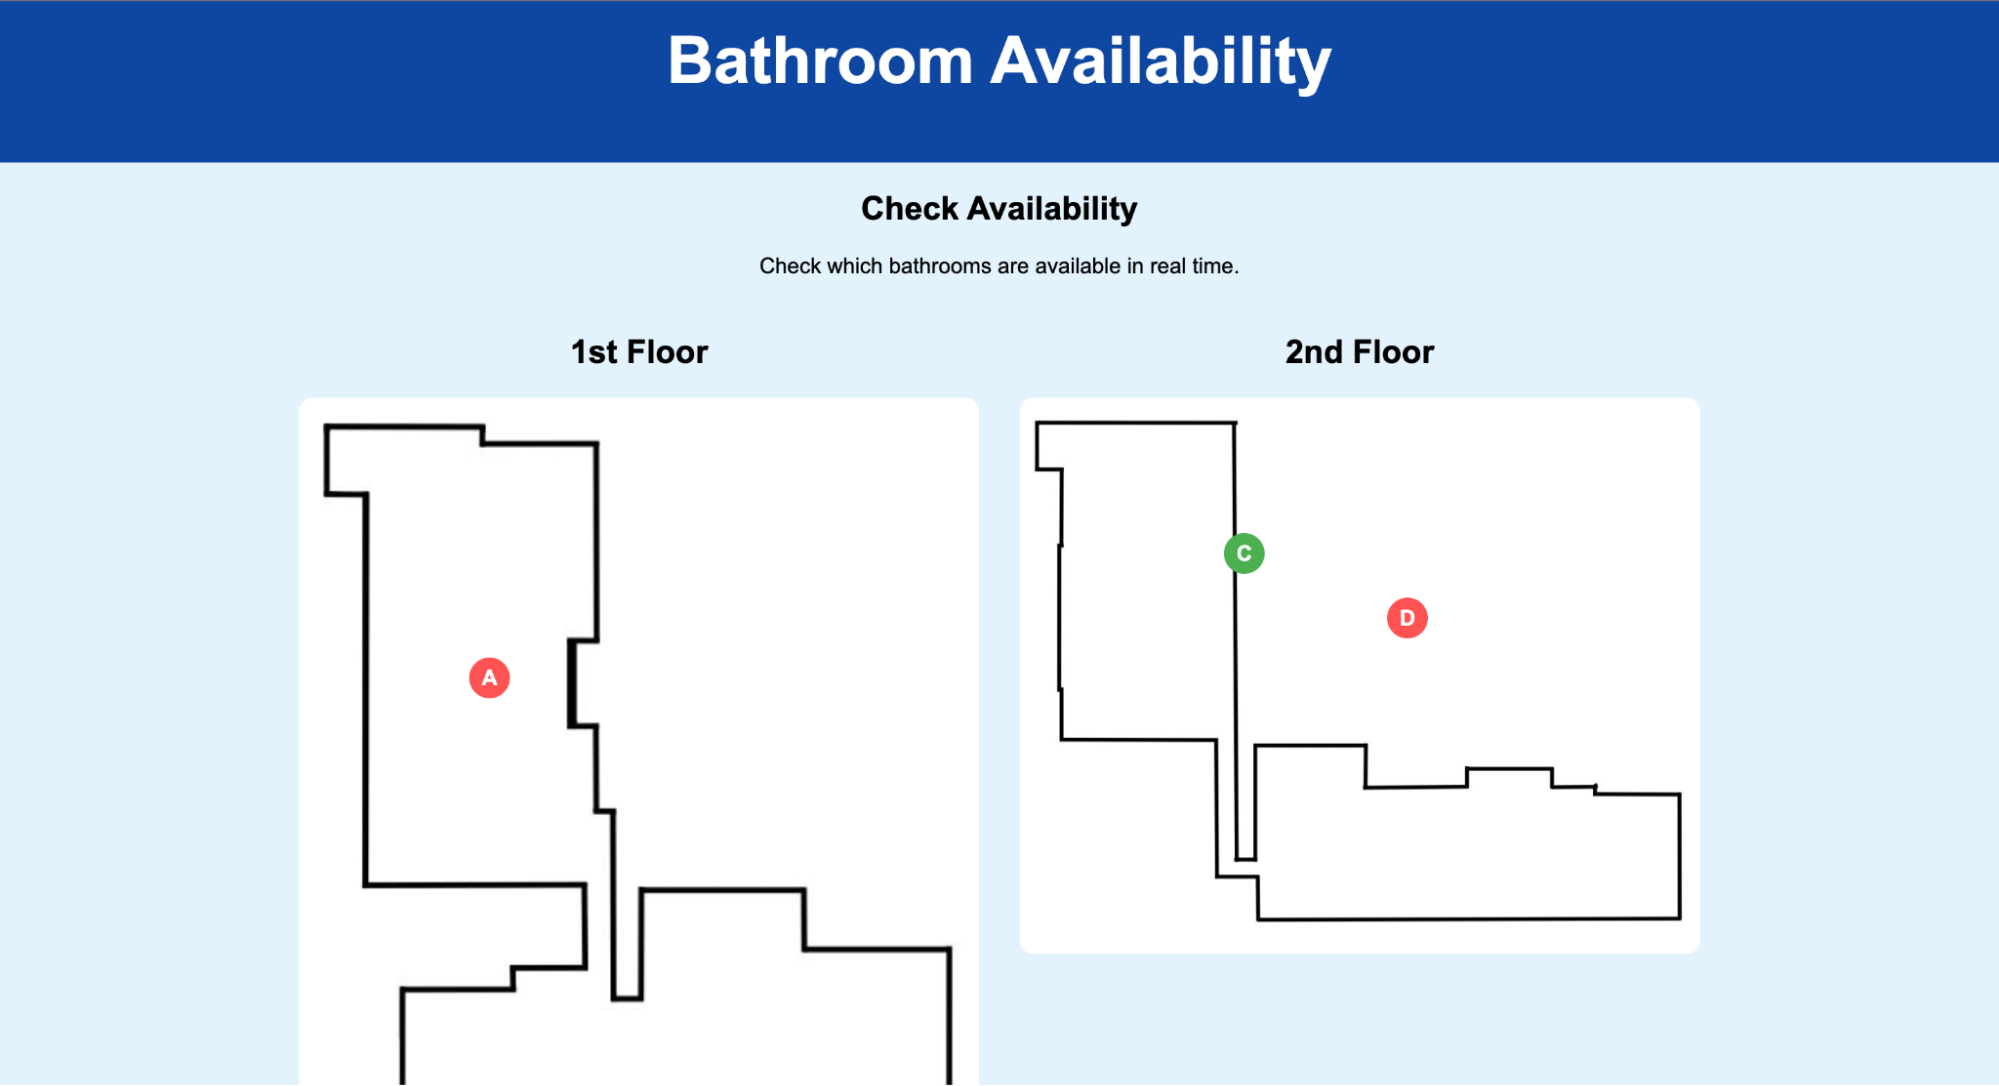 Bathroom Availability
Check Availability
Check which bathrooms are available in real time.
1st Floor
2nd Floor
A
C
D